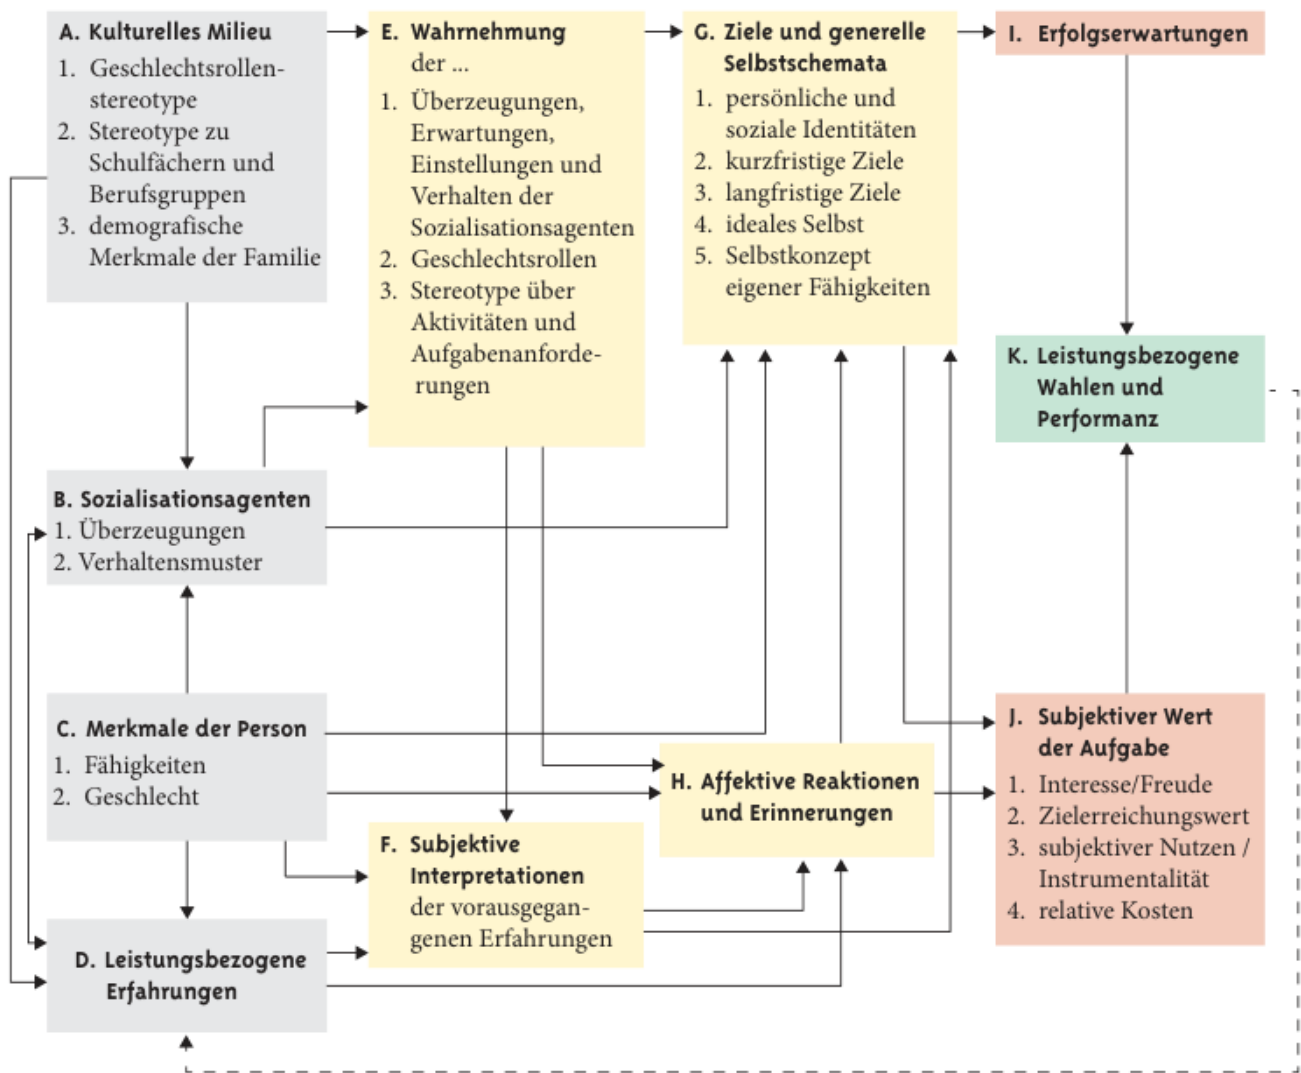 A. Kulturelles Milieu
1. Geschlechtsrollen-
stereotype
2. Stereotype zu
Schulfächern und
Berufsgruppen
3. demografische
Merkmale der Familie
B. Sozialisationsagenten
1. Überzeugungen
2. Verhaltensmuster
C. Merkmale der Person
1. Fähigkeiten
2. Geschlecht
D. Leistungsbezogene
Erfahrungen
E. Wahrnehmung
der ...
1. Überzeugungen,
Erwartungen,
Einstellungen und
Verhalten der
Sozialisationsagenten
2. Geschlechtsrollen
3. Stereotype über
Aktivitäten und
Aufgabenanforde-
rungen
F. Subjektive
Interpretationen
der vorausgegan-
genen Erfahrungen
G. Ziele und generelle
Selbstschemata
1. persönliche und
soziale Identitäten
2. kurzfristige Ziele
3. langfristige Ziele
4. ideales Selbst
5. Selbstkonzept
eigener Fähigkeiten
H. Affektive Reaktionen
und Erinnerungen
I. Erfolgserwartungen
K. Leistungsbezogene
Wahlen und
Performanz
J. Subjektiver Wert
der Aufgabe
1. Interesse/Freude
2. Zielerreichungswert
3. subjektiver Nutzen /
Instrumentalität
4. relative Kosten